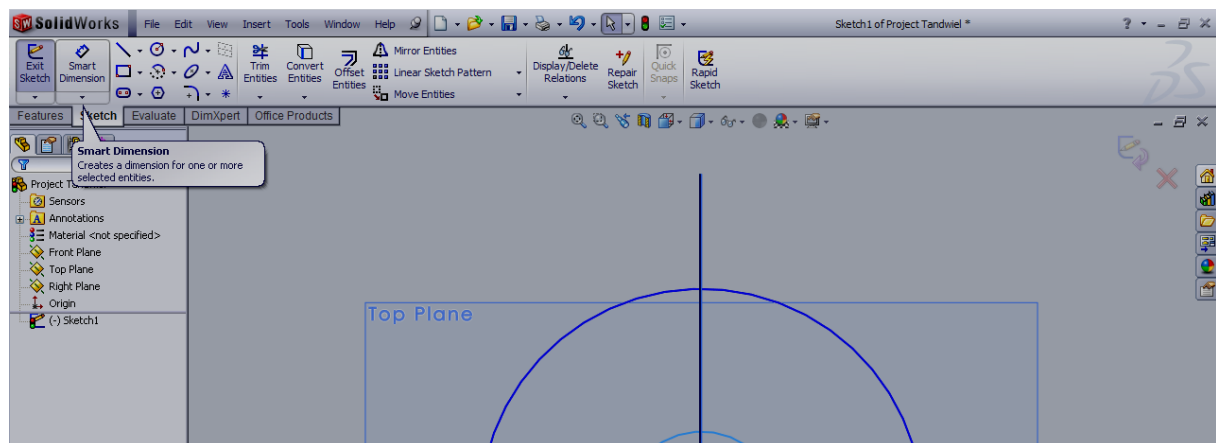 SW SolidWorks File Edit View Insert Tools Window Help Sketch1 of Project Tandwiel * ?
Exit Sketch
Smart Dimension
Trim Entities
Convert Entities
Offset Entities
Mirror Entities
Linear Sketch Pattern
Move Entities
Display/Delete Relations
Repair Sketch
Quick Snaps
Rapid Sketch
Features Sketch Evaluate DimXpert Office Products
Smart Dimension
Creates a dimension for one or more
selected entities.
Sensors
Annotations
Material <not specified>
Front Plane
Top Plane
Right Plane
Origin
(-) Sketch1
Top Plane